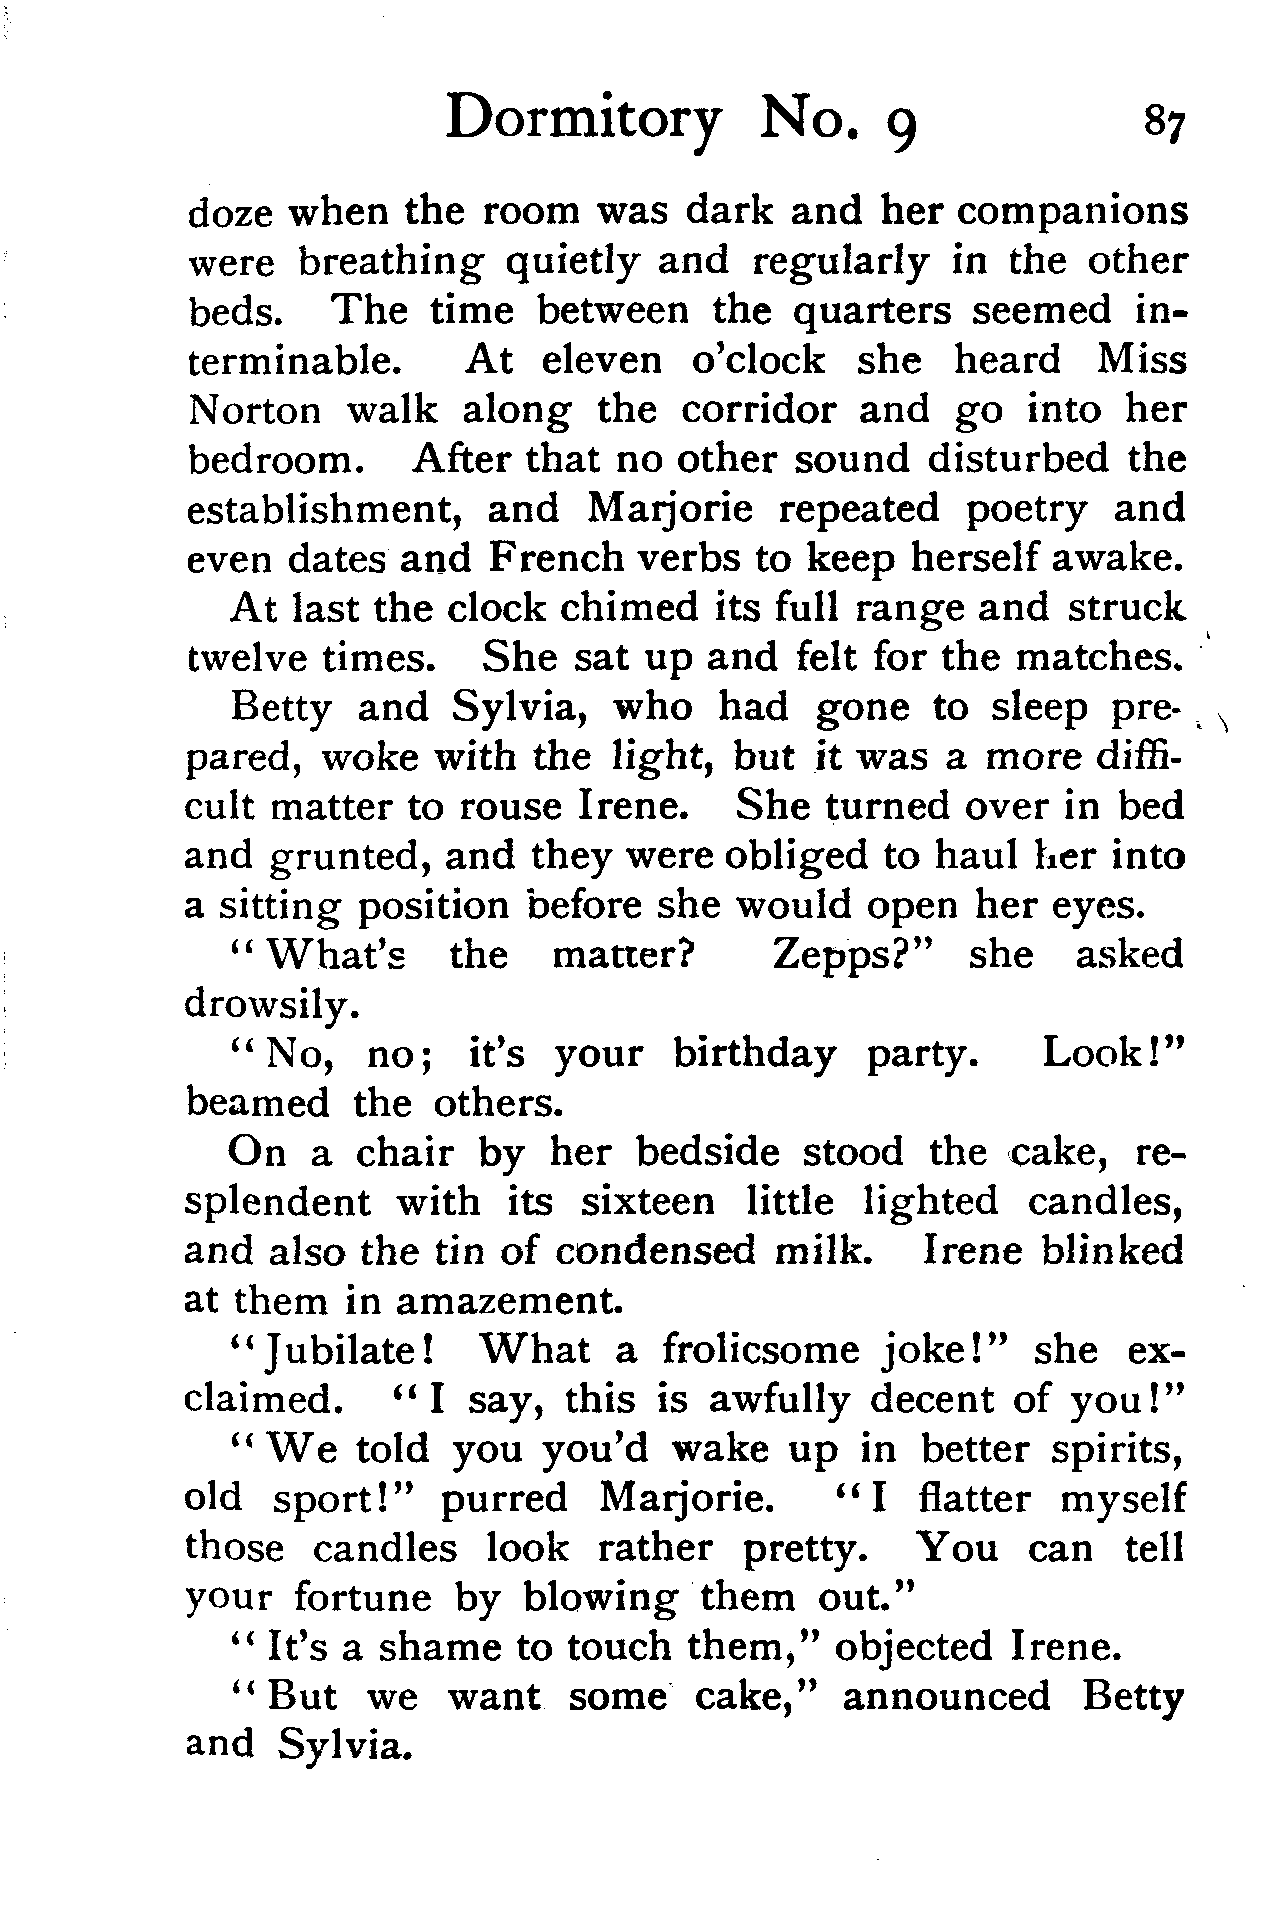 Dormitory No. 9 87
doze when the room was dark and her companions
were breathing quietly and regularly in the other
beds. The time between the quarters seemed in-
terminable. At eleven o'clock she heard Miss
Norton walk along the corridor and go into her
bedroom. After that no other sound disturbed the
establishment, and Marjorie repeated poetry and
even dates and French verbs to keep herself awake.
At last the clock chimed its full range and struck
twelve times. She sat up and felt for the matches.
Betty and Sylvia, who had gone to sleep pre-
pared, woke with the light, but it was a more diffi-
cult matter to rouse Irene. She turned over in bed
and grunted, and they were obliged to haul her into
a sitting position before she would open her eyes.
"What's the matter? Zepps?" she asked
drowsily.
"No, no; it's your birthday party. Look!"
beamed the others.
On a chair by her bedside stood the cake, re-
splendent with its sixteen little lighted candles,
and also the tin of condensed milk. Irene blinked
at them in amazement.
"Jubilate! What a frolicsome joke!" she ex-
claimed. "I say, this is awfully decent of you!"
"We told you you'd wake up in better spirits,
old sport!" purred Marjorie. "I flatter myself
those candles look rather pretty. You can tell
your fortune by blowing them out."
"It's a shame to touch them," objected Irene.
"But we want some cake," announced Betty
and Sylvia.